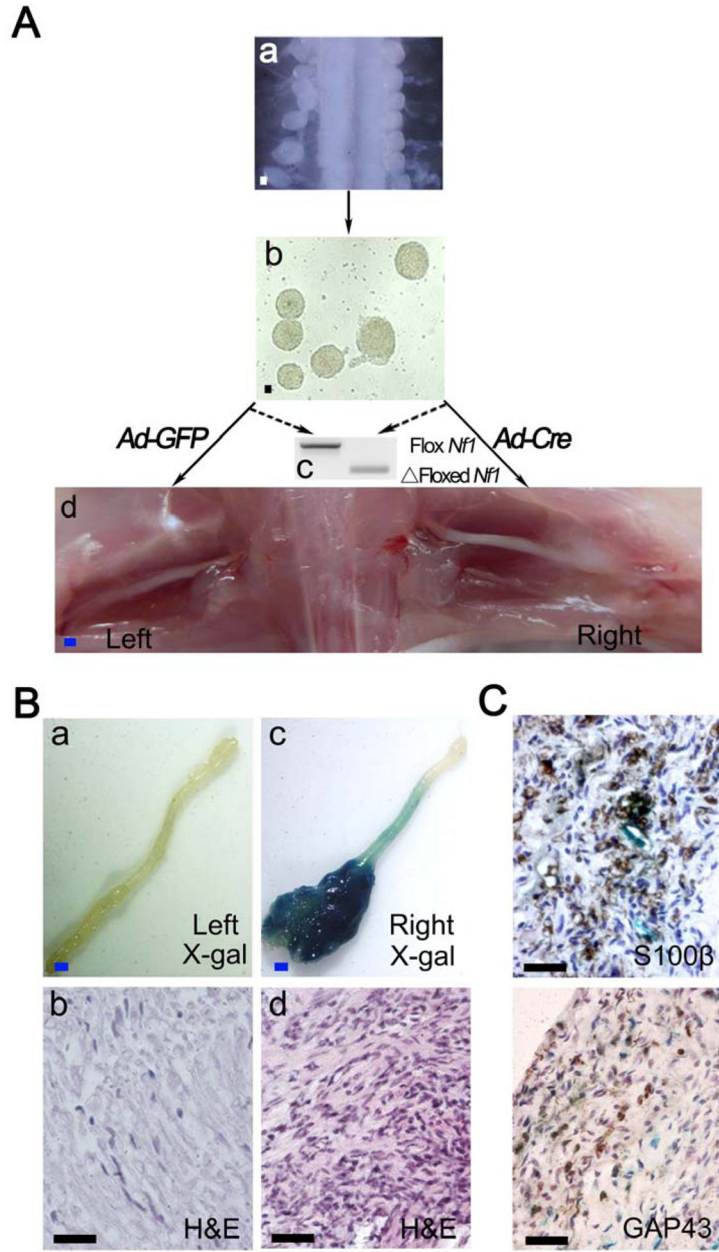 A
a
b
Ad-GFP
Ad-Cre
c
Flox Nf1
△Floxed Nf1
d
Left
Right
B
C
a
c
Left
X-gal
Right
X-gal
S100β
b
d
H&E
H&E
GAP43